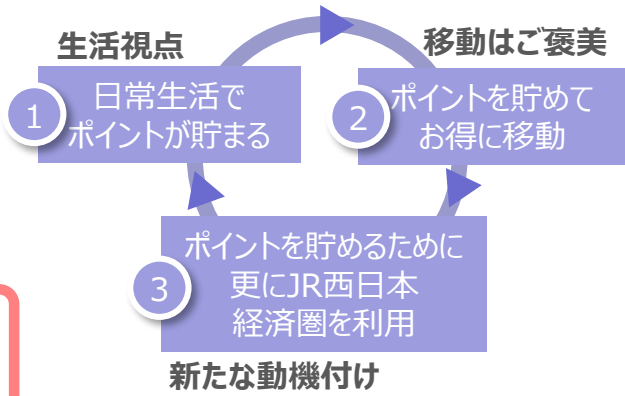 生活視点
1
日常生活で
ポイントが貯まる
移動はご褒美
2
ポイントを貯めて
お得に移動
3
ポイントを貯めるために
更にJR西日本
経済圏を利用
新たな動機付け